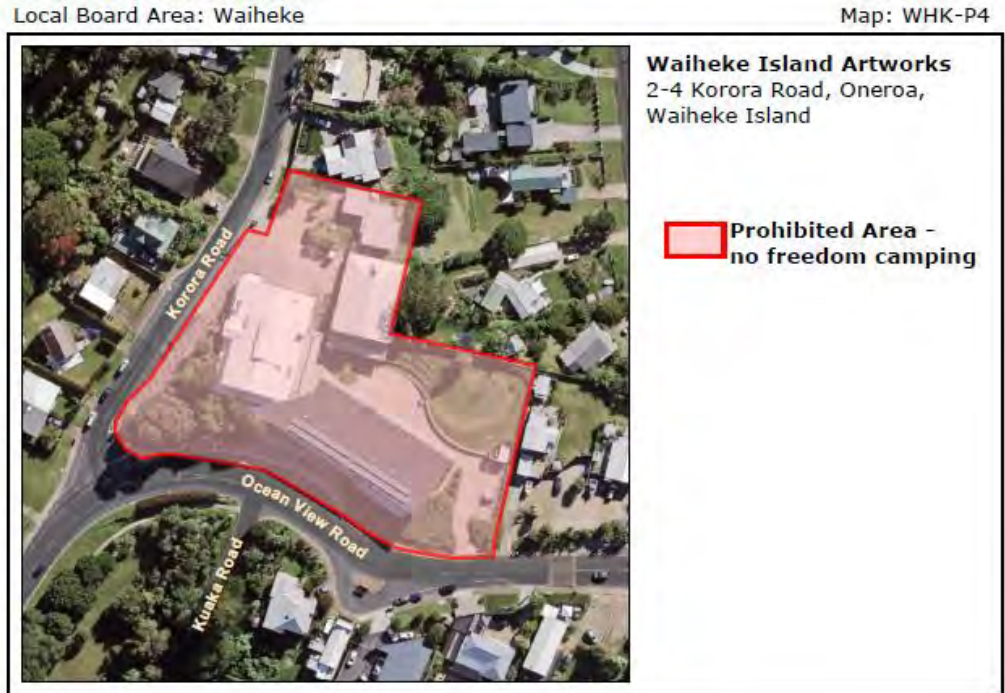 Local Board Area: Waiheke
Map: WHK-P4
Waiheke Island Artworks
2-4 Korora Road, Oneroa,
Waiheke Island
Prohibited Area -
no freedom camping
Korora Road
Ocean View Road
Kuaka Road